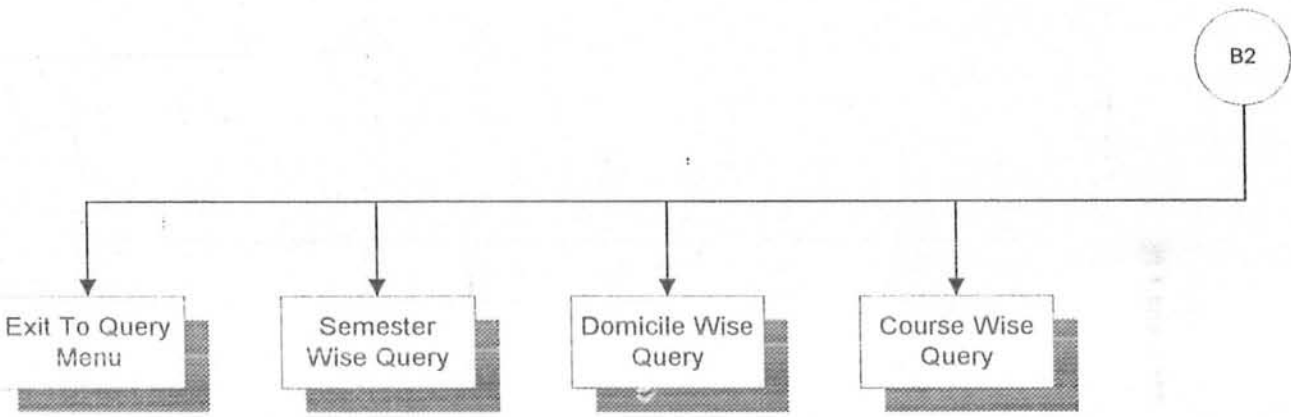 B2
Exit To Query
Menu
Semester
Wise Query
Domicile Wise
Query
Course Wise
Query